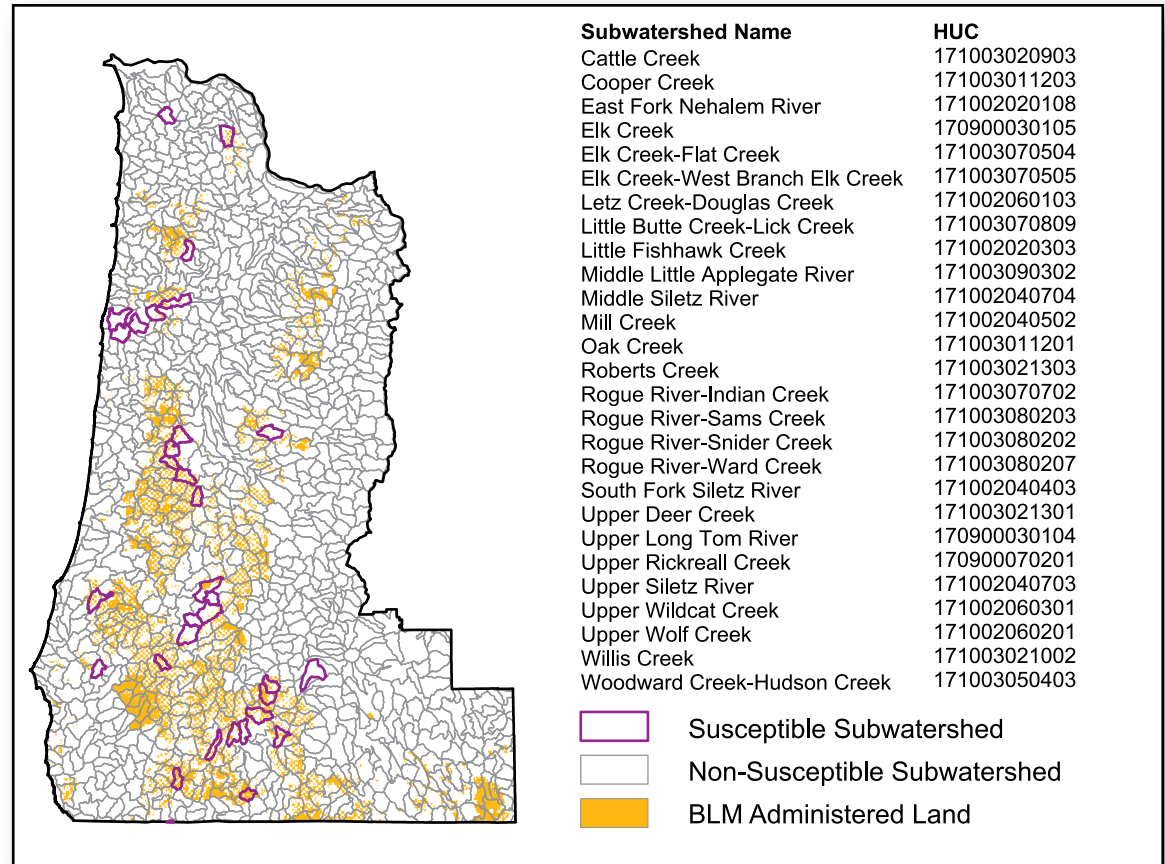 Subwatershed Name HUC
Cattle Creek 171003020903
Cooper Creek 171003011203
East Fork Nehalem River 171002020108
Elk Creek 170900030105
Elk Creek-Flat Creek 171003070504
Elk Creek-West Branch Elk Creek 171003070505
Letz Creek-Douglas Creek 171002060103
Little Butte Creek-Lick Creek 171003070809
Little Fishhawk Creek 171002020303
Middle Little Applegate River 171003090302
Middle Siletz River 171002040704
Mill Creek 171002040502
Oak Creek 171003011201
Roberts Creek 171003021303
Rogue River-Indian Creek 171003070702
Rogue River-Sams Creek 171003080203
Rogue River-Snider Creek 171003080202
Rogue River-Ward Creek 171003080207
South Fork Siletz River 171002040403
Upper Deer Creek 171003021301
Upper Long Tom River 170900030104
Upper Rickreall Creek 170900070201
Upper Siletz River 171002040703
Upper Wildcat Creek 171002060301
Upper Wolf Creek 171002060201
Willis Creek 171003021002
Woodward Creek-Hudson Creek 171003050403
Susceptible Subwatershed
Non-Susceptible Subwatershed
BLM Administered Land